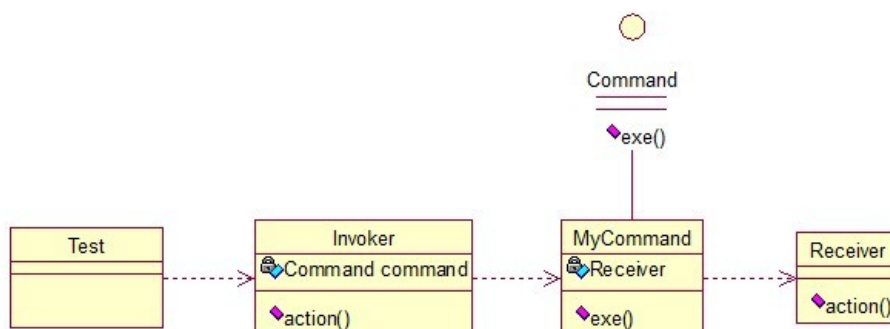 Command
exe()
Test
Invoker
Command command
action()
MyCommand
Receiver
exe()
Receiver
action()